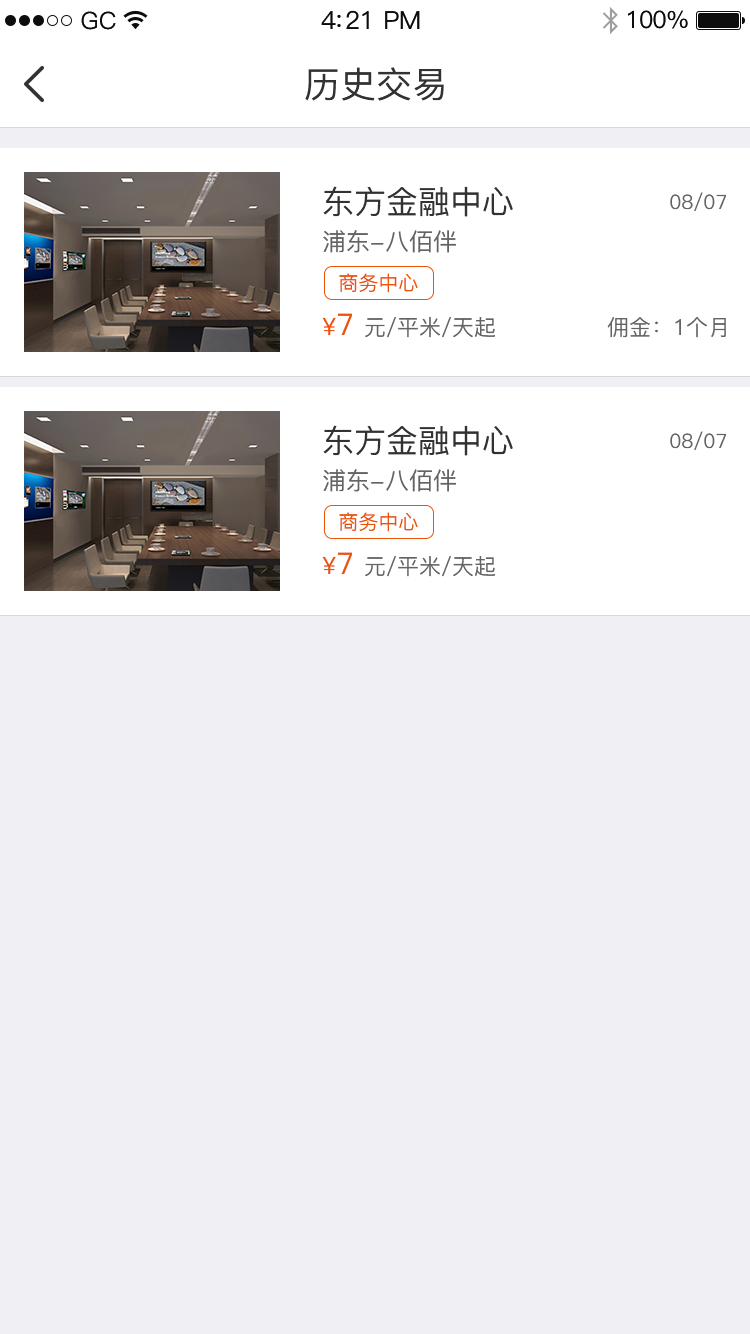 GC 4:21 PM 100%
历史交易
东方金融中心 08/07
浦东-八佰伴
商务中心
¥7 元/平米/天起 佣金：1个月
东方金融中心 08/07
浦东-八佰伴
商务中心
¥7 元/平米/天起